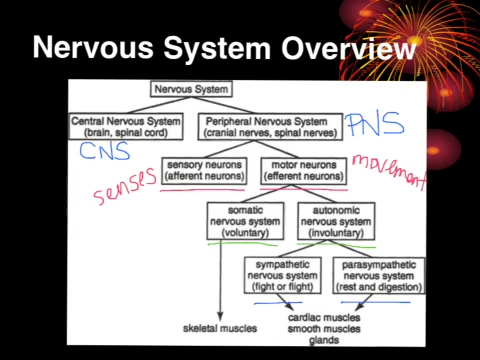 Nervous System Overview
Nervous System
Central Nervous System
(brain, spinal cord)
Peripheral Nervous System
(cranial nerves, spinal nerves)
PNS
CNS
senses
sensory neurons
(afferent neurons)
motor neurons
(efferent neurons)
movement
somatic
nervous system
(voluntary)
autonomic
nervous system
(involuntary)
sympathetic
nervous system
(fight or flight)
parasympathetic
nervous system
(rest and digestion)
skeletal muscles
cardiac muscles
smooth muscles
glands